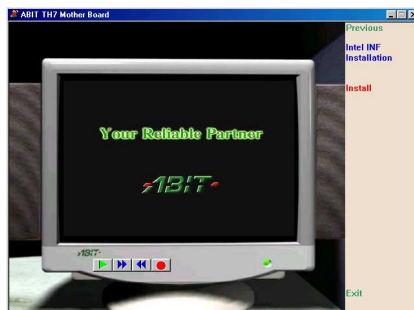 ABIT TH7 Mother Board
Previous
Intel INF
Installation
Install
Your Reliable Partner
ABIT
ABIT
Exit